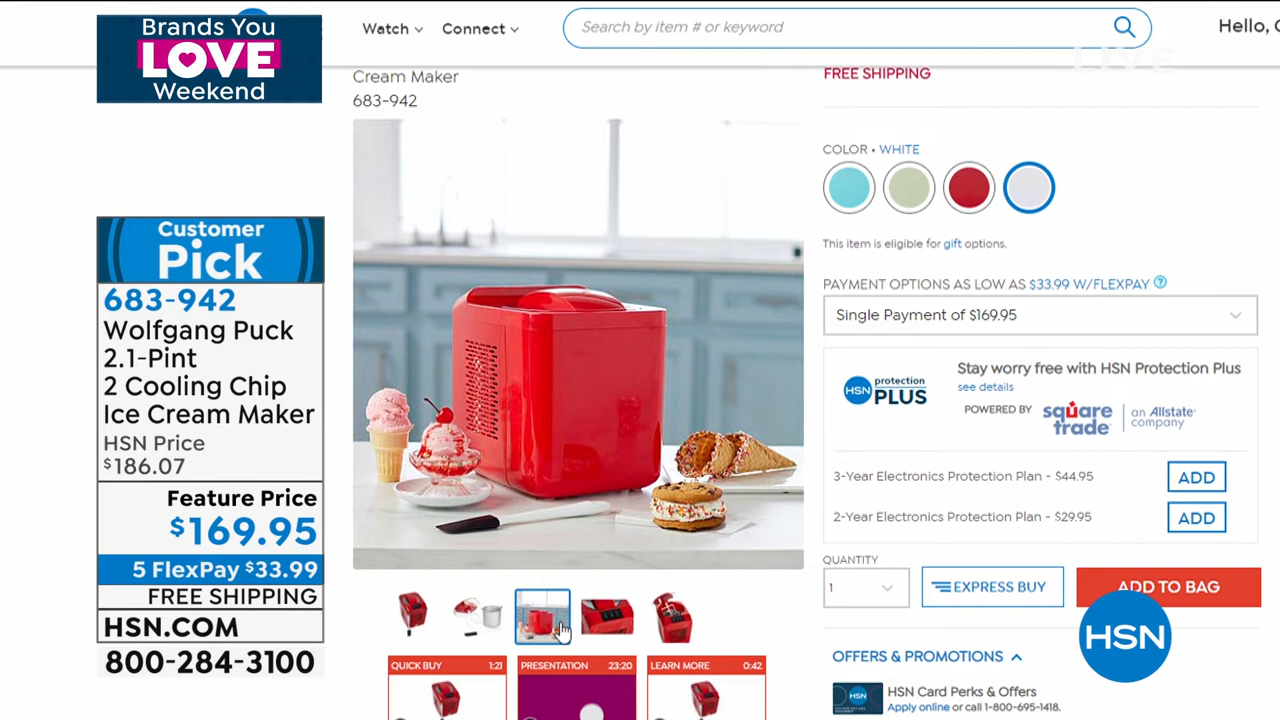 Brands You
LOVE
Weekend
Watch
Connect
Search by item # or keyword
Hello,
LIVE
Cream Maker
683-942
FREE SHIPPING
COLOR • WHITE
This item is eligible for gift options.
PAYMENT OPTIONS AS LOW AS $33.99 W/FLEXPAY ?
Single Payment of $169.95
HSN protection PLUS
Stay worry free with HSN Protection Plus
see details
POWERED BY square trade an Allstate company
3-Year Electronics Protection Plan - $44.95
ADD
2-Year Electronics Protection Plan - $29.95
ADD
QUANTITY
1
EXPRESS BUY
ADD TO BAG
HSN
OFFERS & PROMOTIONS
HSN
HSN Card Perks & Offers
Apply online or call 1-800-695-1418.
Customer
Pick
683-942
Wolfgang Puck
2.1-Pint
2 Cooling Chip
Ice Cream Maker
HSN Price
$186.07
Feature Price
$169.95
5 FlexPay $33.99
FREE SHIPPING
HSN.COM
800-284-3100
QUICK BUY 1:21
PRESENTATION 23:20
LEARN MORE 0:42